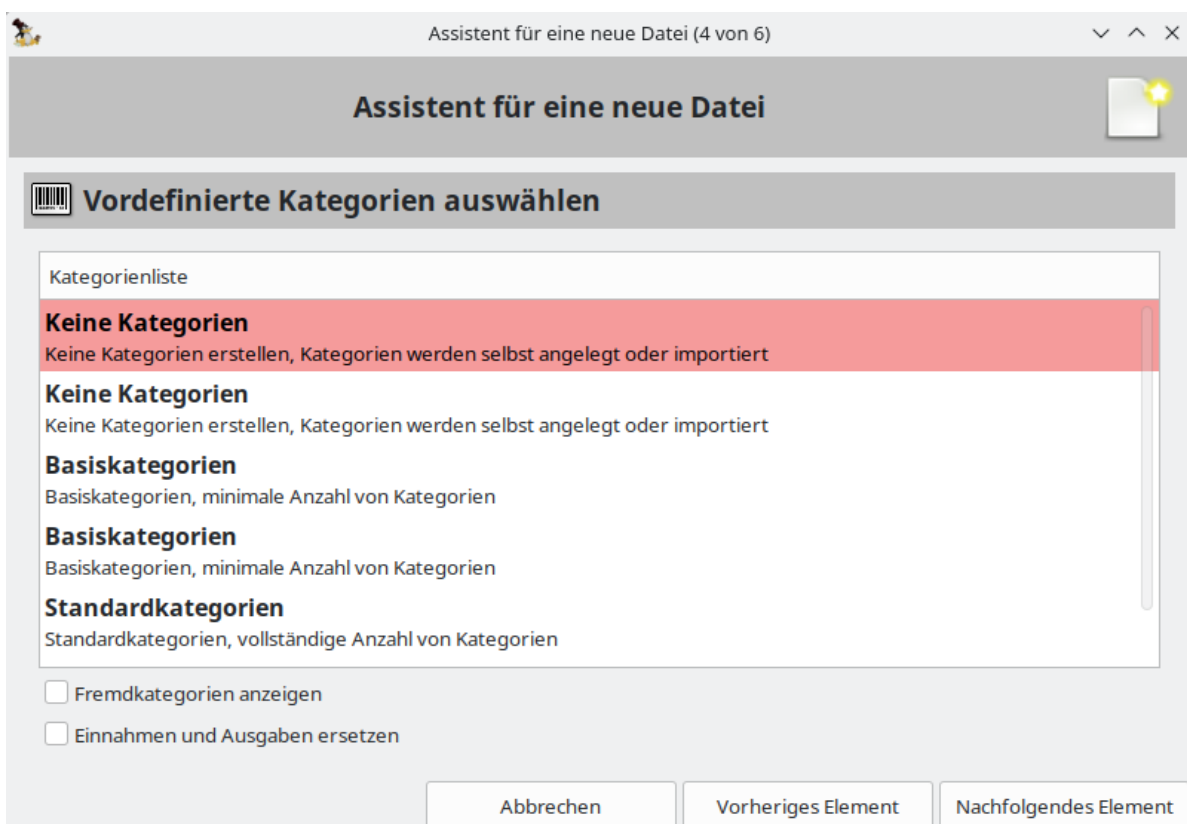 Assistent für eine neue Datei (4 von 6)
Assistent für eine neue Datei
Vordefinierte Kategorien auswählen
Kategorienliste
Keine Kategorien
Keine Kategorien erstellen, Kategorien werden selbst angelegt oder importiert
Keine Kategorien
Keine Kategorien erstellen, Kategorien werden selbst angelegt oder importiert
Basiskategorien
Basiskategorien, minimale Anzahl von Kategorien
Basiskategorien
Basiskategorien, minimale Anzahl von Kategorien
Standardkategorien
Standardkategorien, vollständige Anzahl von Kategorien
Fremdkategorien anzeigen
Einnahmen und Ausgaben ersetzen
Abbrechen Vorheriges Element Nachfolgendes Element